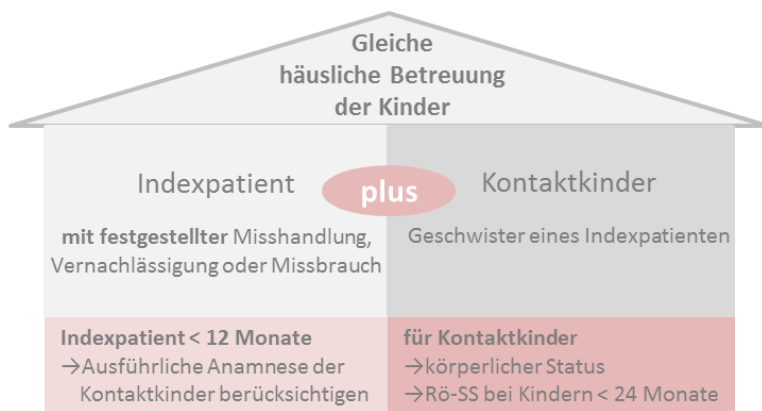 Gleiche
häusliche Betreuung
der Kinder
Indexpatient
plus
Kontaktkinder
mit festgestellter Misshandlung,
Vernachlässigung oder Missbrauch
Geschwister eines Indexpatienten
Indexpatient < 12 Monate
→Ausführliche Anamnese der
Kontaktkinder berücksichtigen
für Kontaktkinder
→körperlicher Status
→Rö-SS bei Kindern < 24 Monate